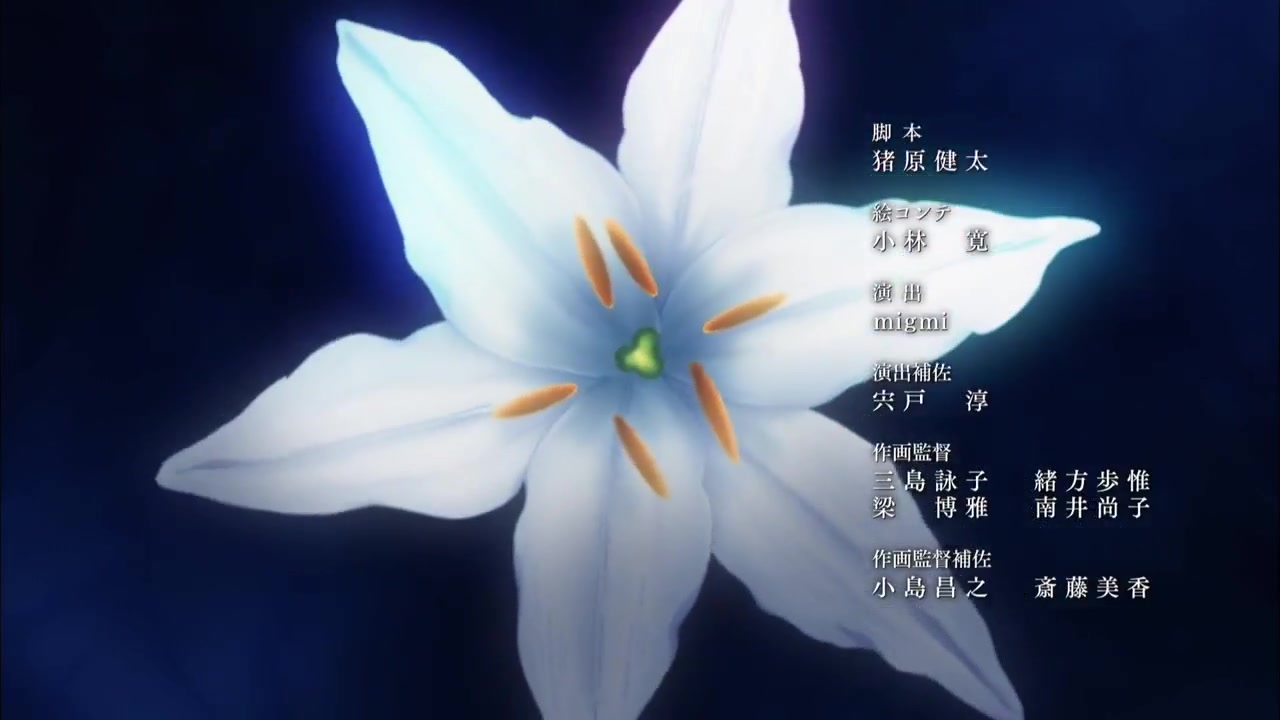 脚本
猪原健太
絵コンテ
小林 寛
演出
migmi
演出補佐
宍戸 淳
作画監督
三島詠子 緒方歩惟
梁 博雅 南井尚子
作画監督補佐
小島昌之 斎藤美香